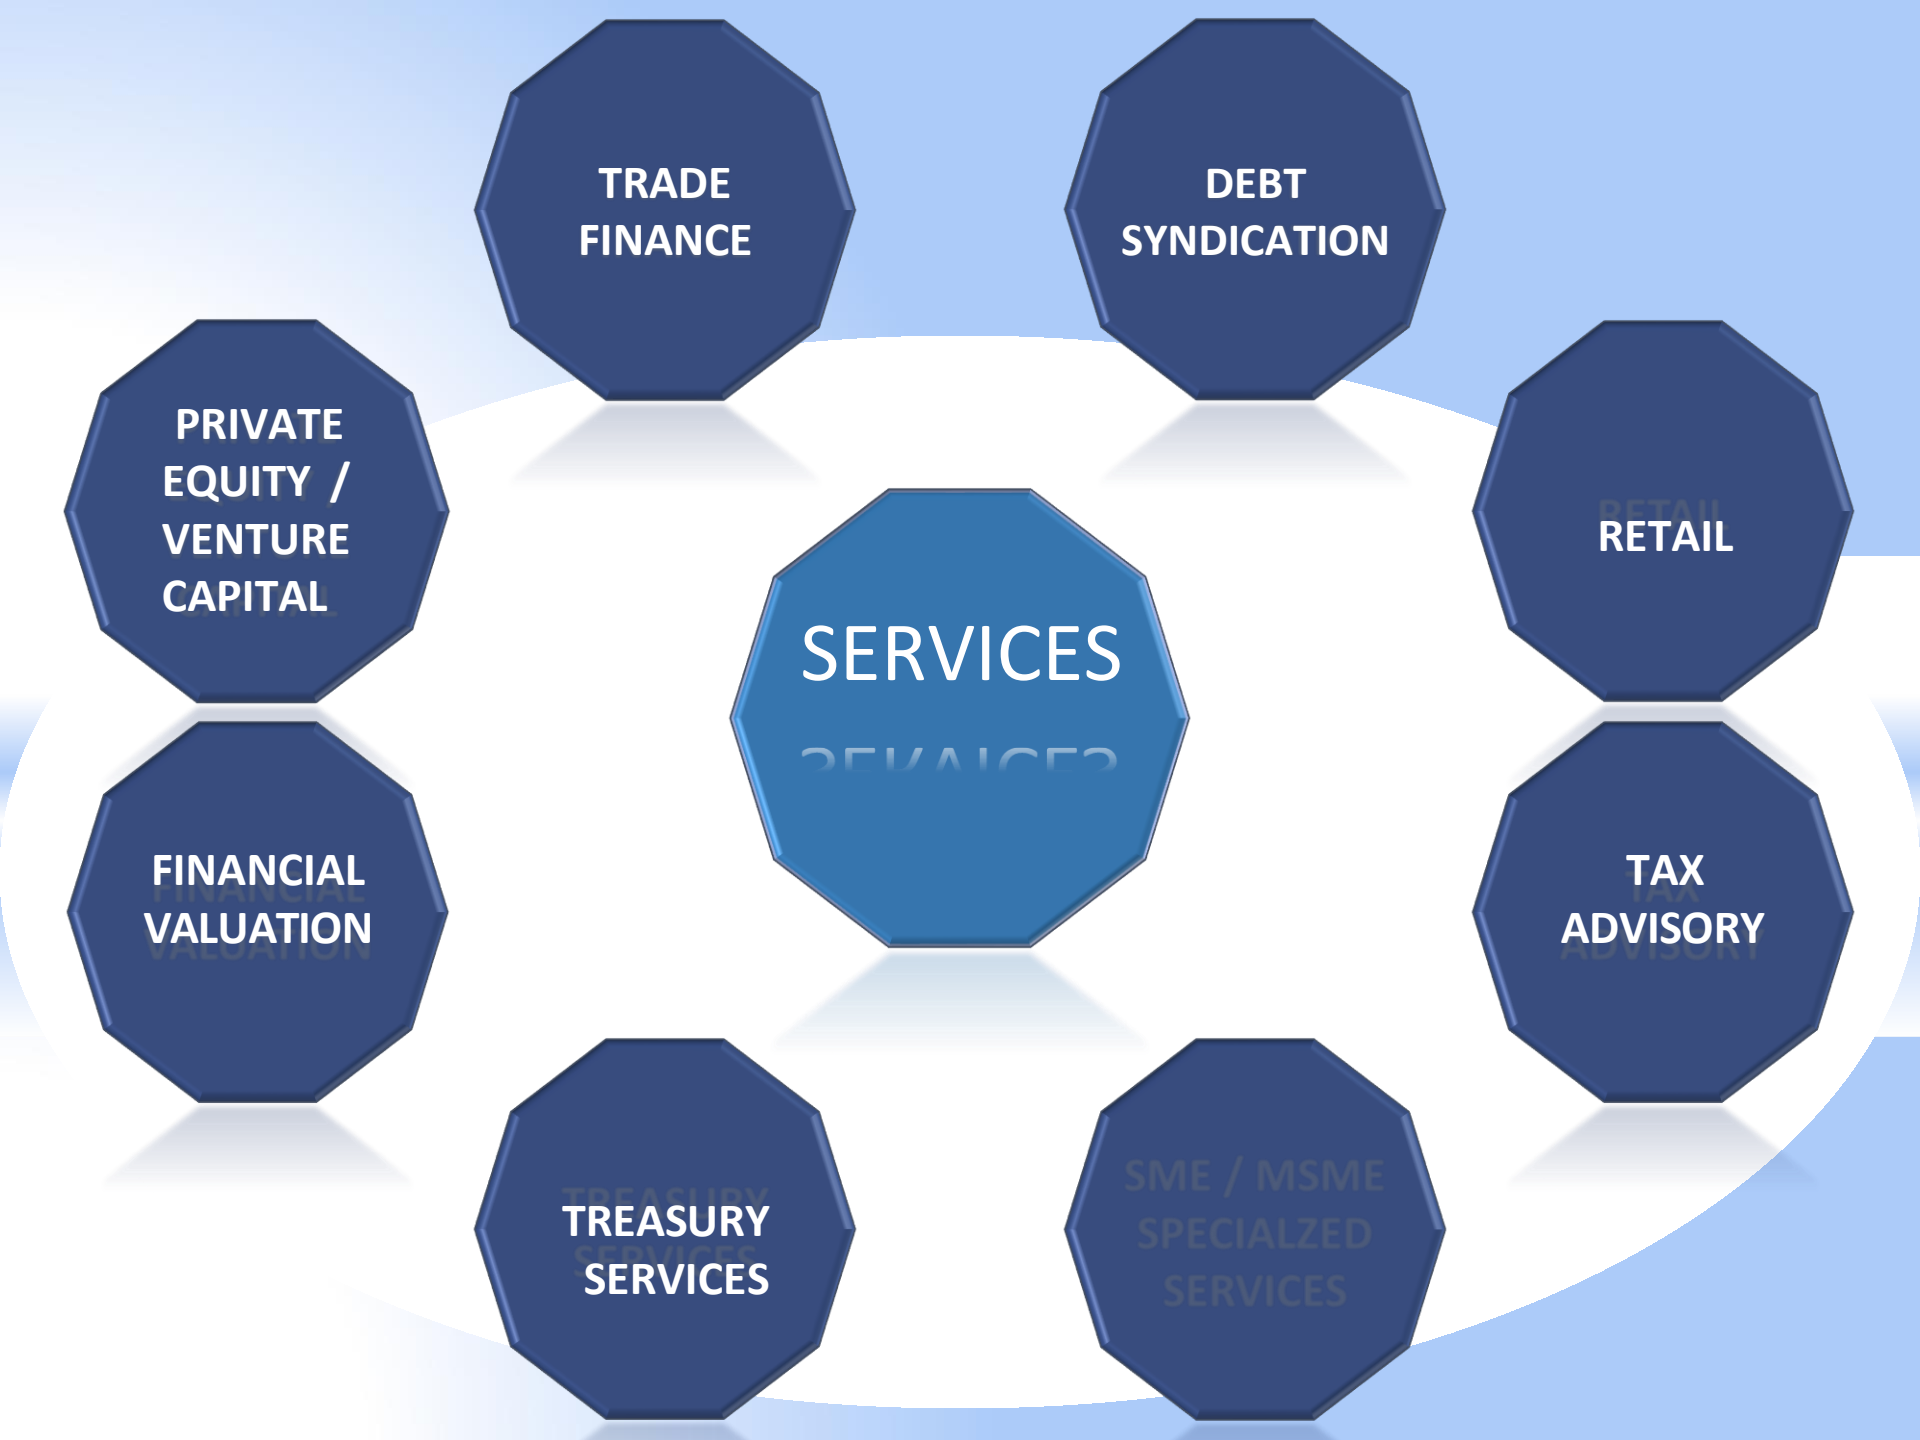 TRADE
FINANCE
DEBT
SYNDICATION
PRIVATE
EQUITY /
VENTURE
CAPITAL
RETAIL
SERVICES
FINANCIAL
VALUATION
TAX
ADVISORY
TREASURY
SERVICES
SME / MSME
SPECIALZED
SERVICES